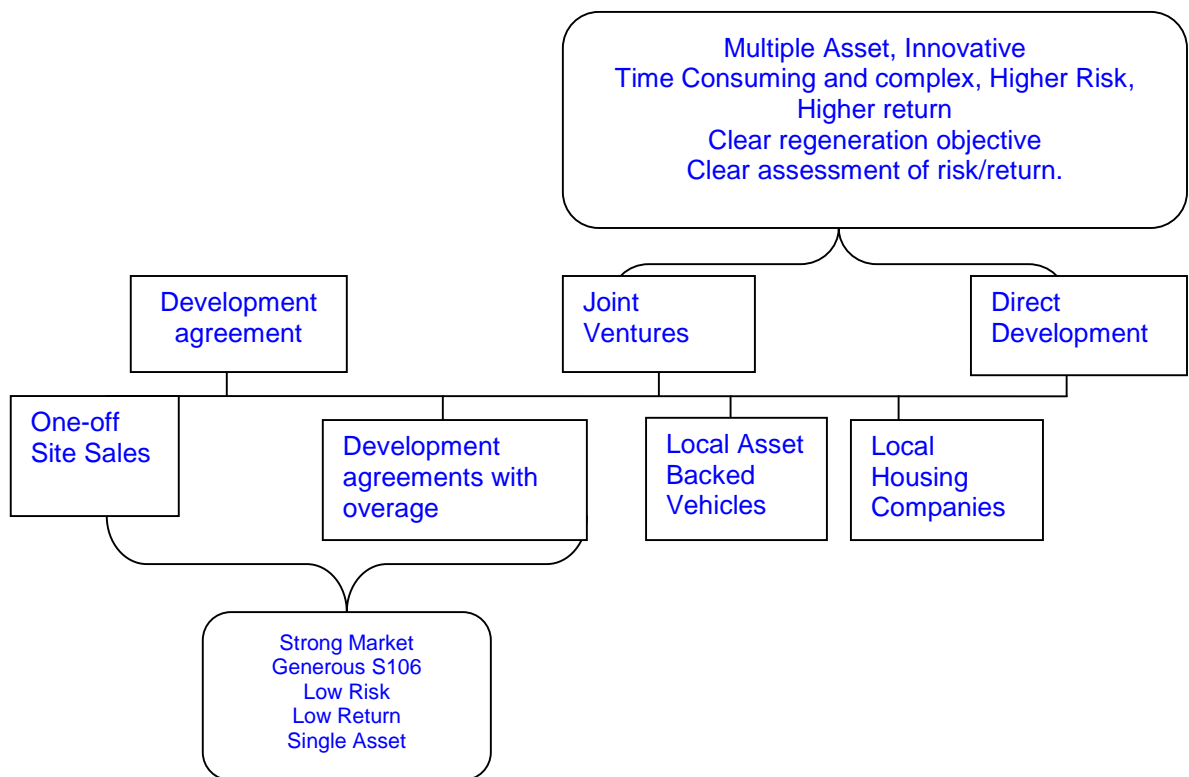 Multiple Asset, Innovative
Time Consuming and complex, Higher Risk,
Higher return
Clear regeneration objective
Clear assessment of risk/return.
Development
agreement
Joint
Ventures
Direct
Development
One-off
Site Sales
Development
agreements with
overage
Local Asset
Backed
Vehicles
Local
Housing
Companies
Strong Market
Generous S106
Low Risk
Low Return
Single Asset